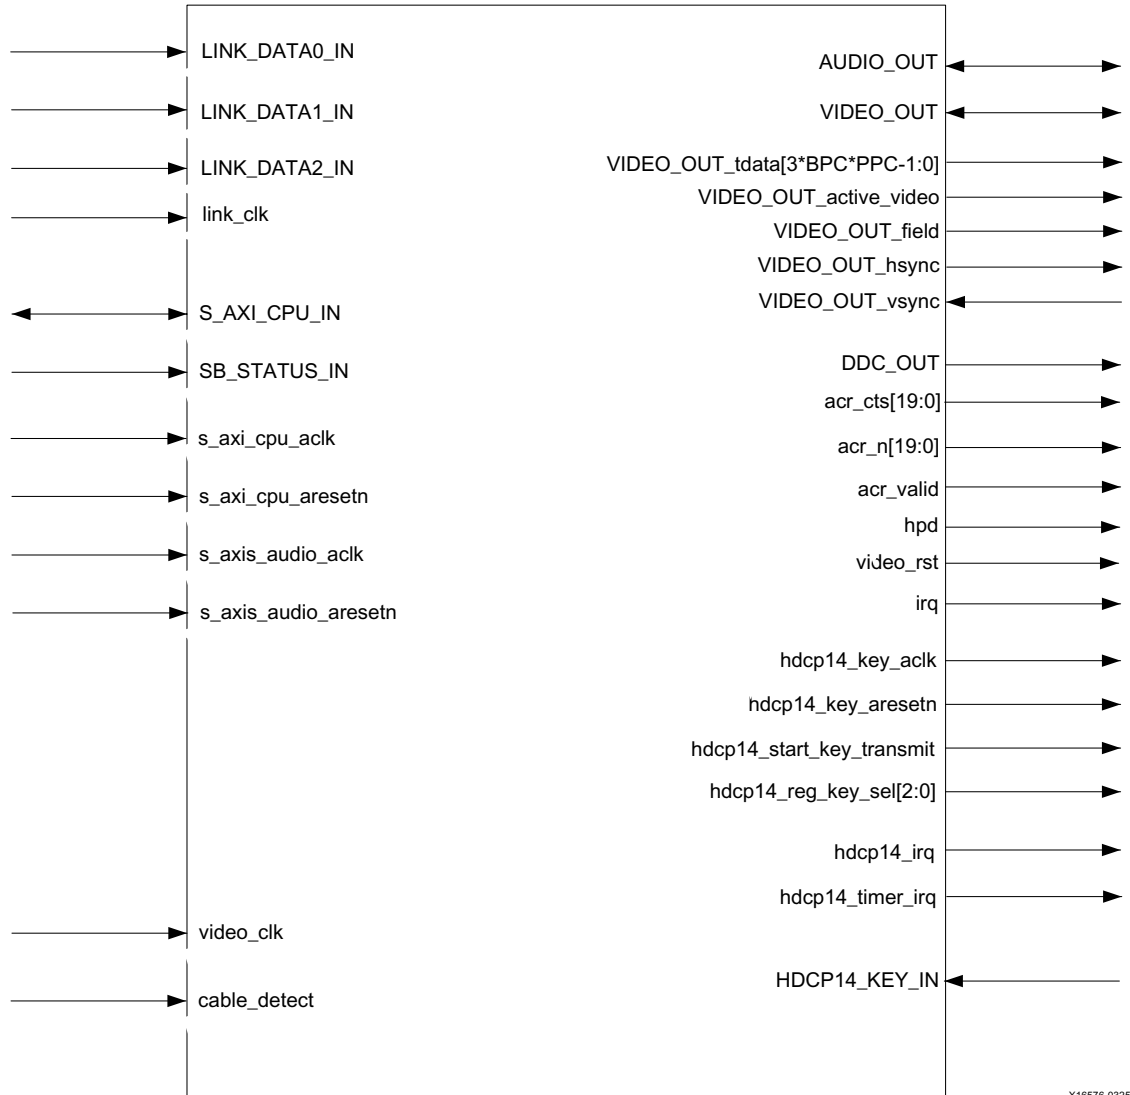 LINK_DATA0_IN
LINK_DATA1_IN
LINK_DATA2_IN
link_clk
S_AXI_CPU_IN
SB_STATUS_IN
s_axi_cpu_aclk
s_axi_cpu_aresetn
s_axis_audio_aclk
s_axis_audio_aresetn
video_clk
cable_detect
AUDIO_OUT
VIDEO_OUT
VIDEO_OUT_tdata[3*BPC*PPC-1:0]
VIDEO_OUT_active_video
VIDEO_OUT_field
VIDEO_OUT_hsync
VIDEO_OUT_vsync
DDC_OUT
acr_cts[19:0]
acr_n[19:0]
acr_valid
hpd
video_rst
irq
hdcp14_key_aclk
hdcp14_key_aresetn
hdcp14_start_key_transmit
hdcp14_reg_key_sel[2:0]
hdcp14_irq
hdcp14_timer_irq
HDCP14_KEY_IN